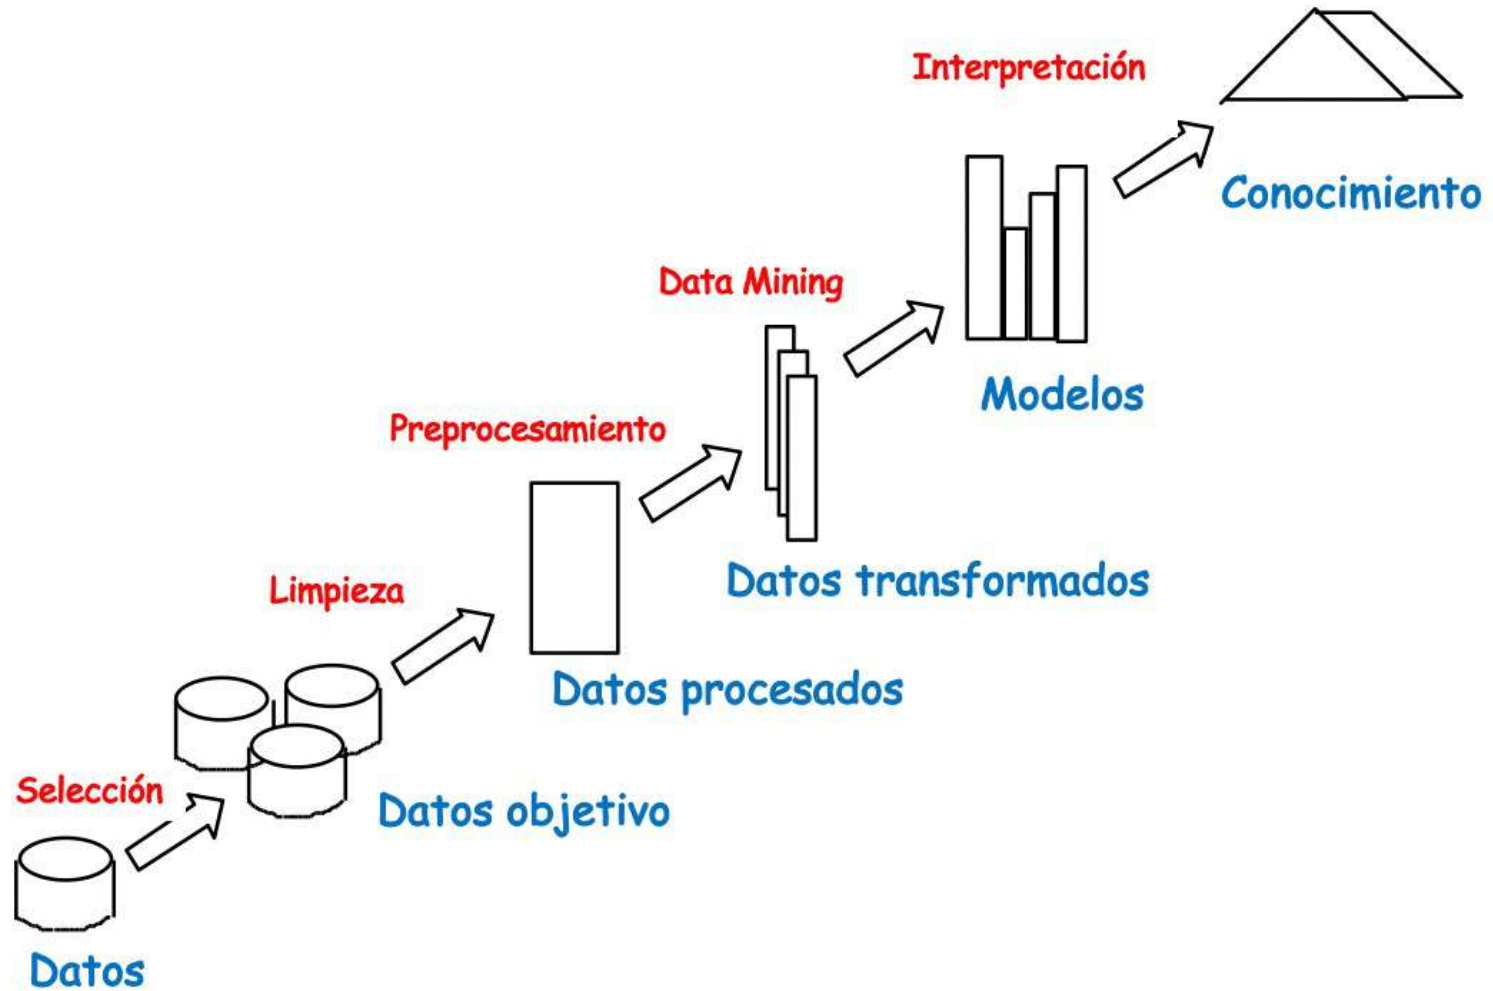 Interpretación
Conocimiento
Data Mining
Modelos
Preprocesamiento
Datos transformados
Limpieza
Datos procesados
Selección
Datos objetivo
Datos